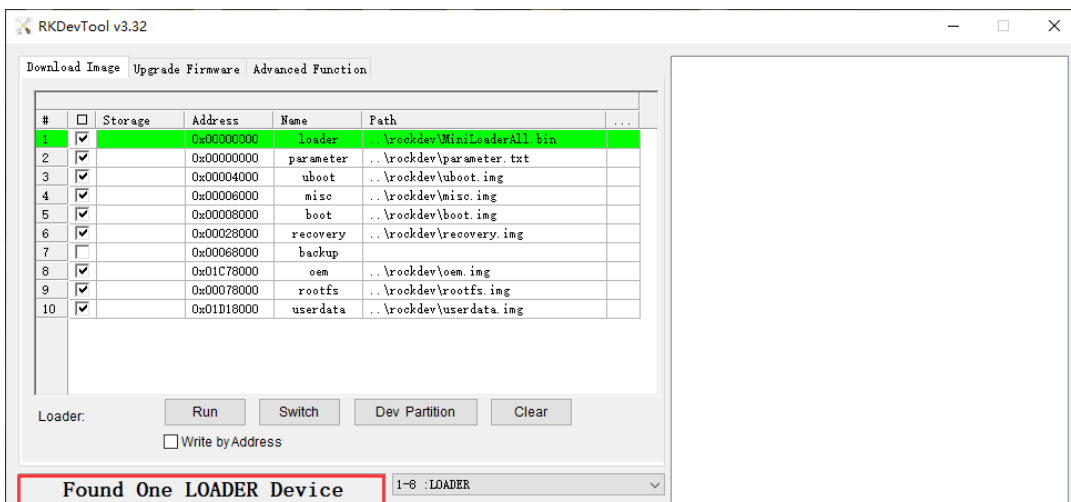 RKDevTool v3.32
Download Image Upgrade Firmware Advanced Function
# Storage Address Name Path ...
1 0x00000000 loader ..\rockdev\MiniLoaderAll.bin
2 0x00000000 parameter ..\rockdev\parameter.txt
3 0x00004000 uboot ..\rockdev\uboot.img
4 0x00006000 misc ..\rockdev\misc.img
5 0x00008000 boot ..\rockdev\boot.img
6 0x00028000 recovery ..\rockdev\recovery.img
7 0x00068000 backup
8 0x01C78000 oem ..\rockdev\oem.img
9 0x00078000 rootfs ..\rockdev\rootfs.img
10 0x01D18000 userdata ..\rockdev\userdata.img
Loader: Run Switch Dev Partition Clear
Write by Address
Found One LOADER Device 1-8 :LOADER